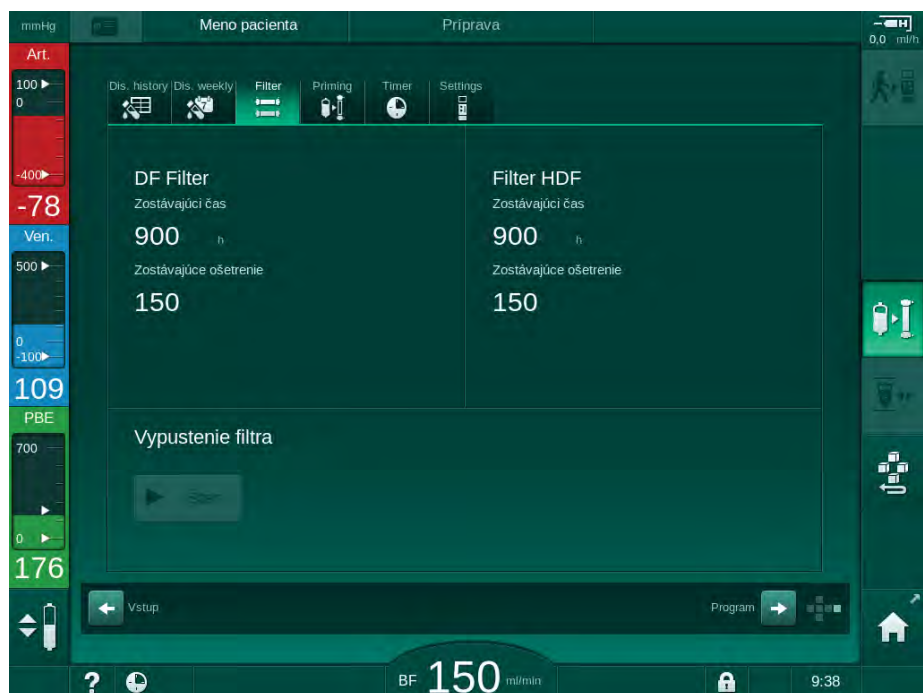 mmHg
Meno pacienta
Príprava
0,0 ml/h
Art.
100
0
-400
-78
Ven.
500
0
-100
109
PBE
700
0
176
Dis. history
Dis. weekly
Filter
Priming
Timer
Settings
7
DF Filter
Zostávajúci čas
900 h
Zostávajúce ošetrenie
150
Filter HDF
Zostávajúci čas
900 h
Zostávajúce ošetrenie
150
Vypustenie filtra
Vstup
Program
?
BF 150 ml/min
9:38